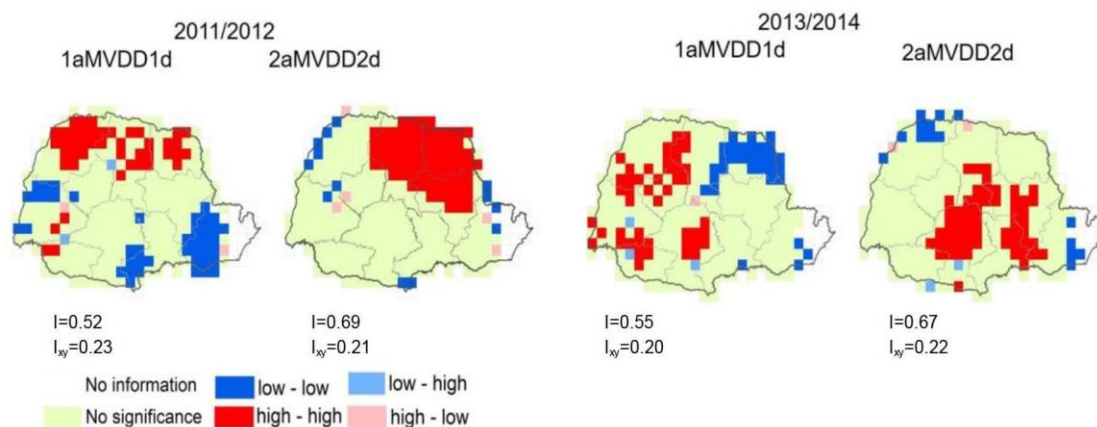 2011/2012
2013/2014
1aMVDD1d
2aMVDD2d
1aMVDD1d
2aMVDD2d
I=0.52
I=0.69
I=0.55
I=0.67
Ixy=0.23
Ixy=0.21
Ixy=0.20
Ixy=0.22
No information
low - low
low - high
No significance
high - high
high - low